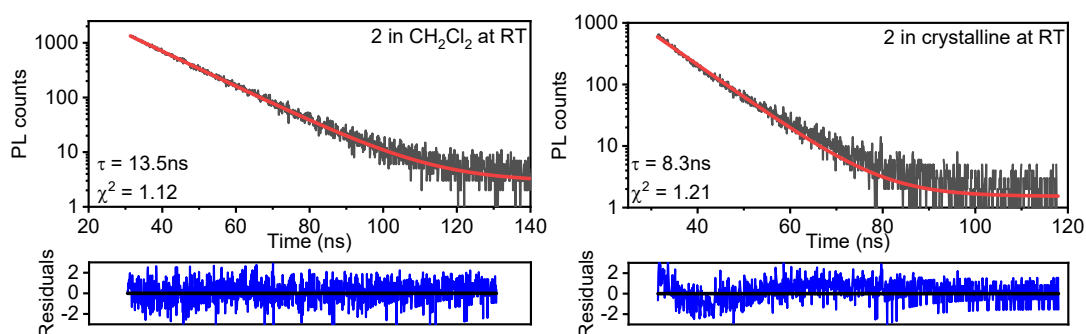 2 in CH₂Cl₂ at RT
1000
100
10
1
PL counts
τ = 13.5ns
χ² = 1.12
20 40 60 80 100 120 140
Time (ns)
2
0
-2
Residuals
2 in crystalline at RT
1000
100
10
1
PL counts
τ = 8.3ns
χ² = 1.21
40 60 80 100 120
Time (ns)
2
0
-2
Residuals